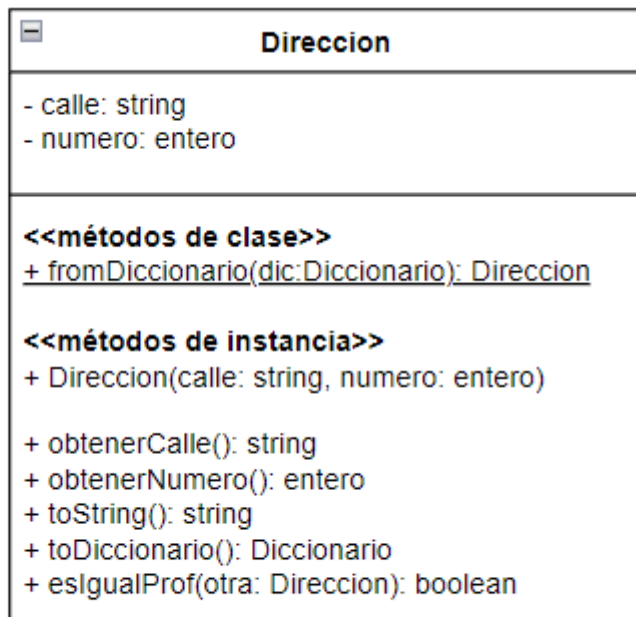 Direccion
- calle: string
- numero: entero
<<métodos de clase>>
+ fromDiccionario(dic:Diccionario): Direccion
<<métodos de instancia>>
+ Direccion(calle: string, numero: entero)
+ obtenerCalle(): string
+ obtenerNumero(): entero
+ toString(): string
+ toDiccionario(): Diccionario
+ esIgualProf(otra: Direccion): boolean